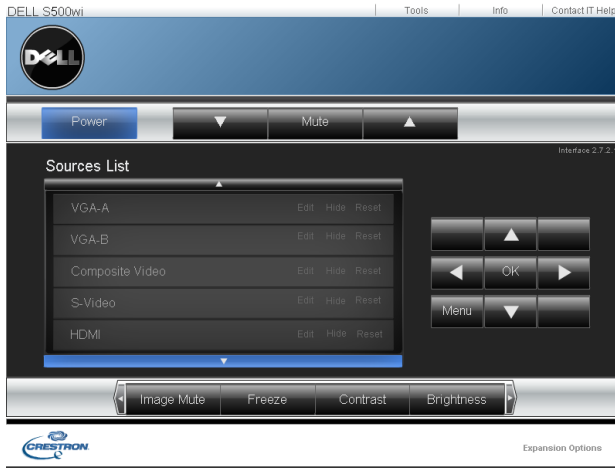 DELL S500wi
Tools Info Contact IT Help
DELL
Power Mute
Interface 2.7.2.
Sources List
VGA-A Edit Hide Reset
VGA-B Edit Hide Reset
Composite Video Edit Hide Reset
S-Video Edit Hide Reset
HDMI Edit Hide Reset
OK
Menu
Image Mute Freeze Contrast Brightness
CRESTRON
Expansion Options